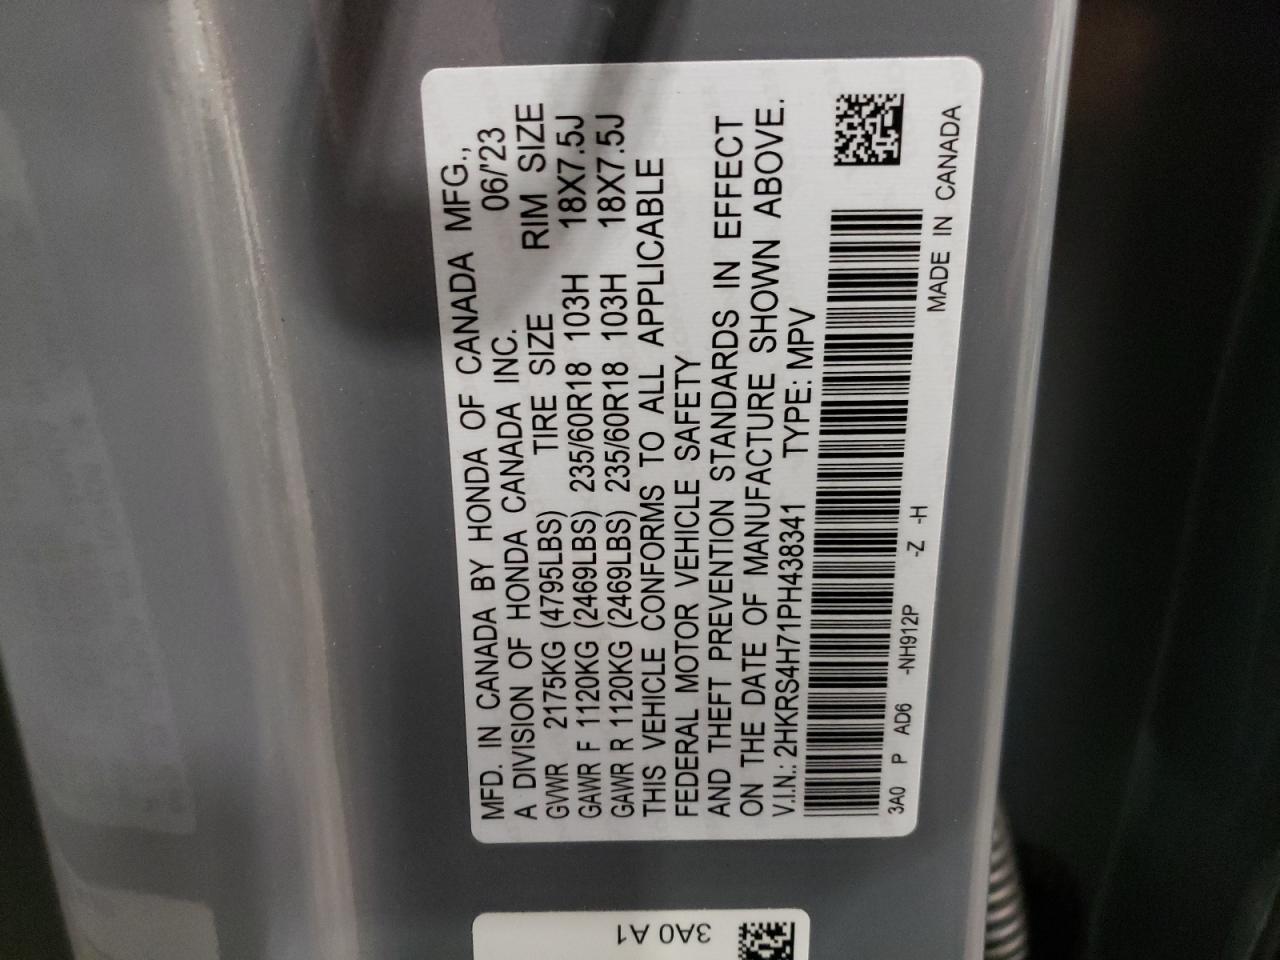 MFD. IN CANADA BY HONDA OF CANADA MFG.,
A DIVISION OF HONDA CANADA INC. 06/'23
TIRE SIZE RIM SIZE
GVWR 2175KG (4795LBS)
GAWR F 1120KG (2469LBS) 235/60R18 103H 18X7.5J
GAWR R 1120KG (2469LBS) 235/60R18 103H 18X7.5J
THIS VEHICLE CONFORMS TO ALL APPLICABLE
FEDERAL MOTOR VEHICLE SAFETY
AND THEFT PREVENTION STANDARDS IN EFFECT
ON THE DATE OF MANUFACTURE SHOWN ABOVE.
V.I.N.: 2HKRS4H71PH438341 TYPE: MPV
3A0 P AD6 -NH912P -Z -H
MADE IN CANADA
3A0 A1